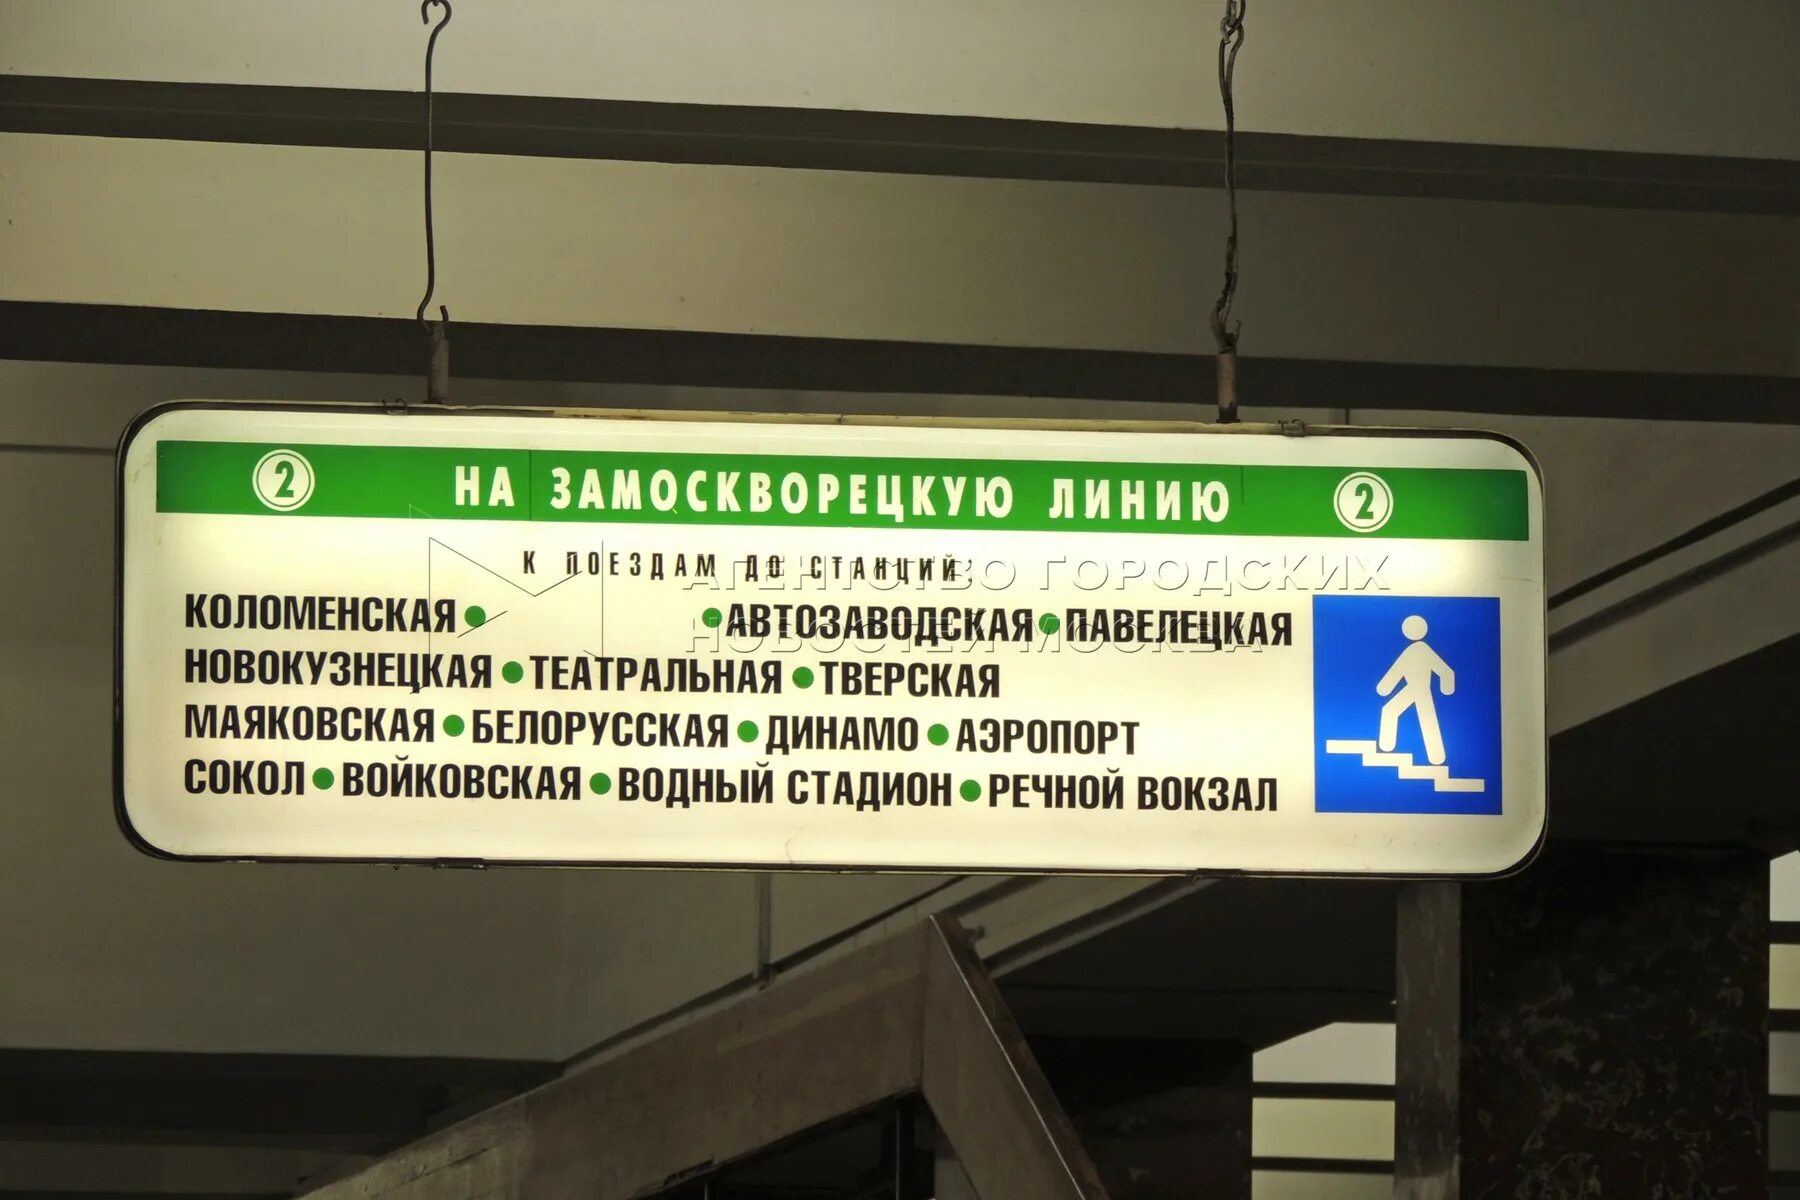 2 НА ЗАМОСКВОРЕЦКУЮ ЛИНИЮ 2
К ПОЕЗДАМ ДО СТАНЦИЙ:
КОЛОМЕНСКАЯ • • АВТОЗАВОДСКАЯ • ПАВЕЛЕЦКАЯ
НОВОКУЗНЕЦКАЯ • ТЕАТРАЛЬНАЯ • ТВЕРСКАЯ
МАЯКОВСКАЯ • БЕЛОРУССКАЯ • ДИНАМО • АЭРОПОРТ
СОКОЛ • ВОЙКОВСКАЯ • ВОДНЫЙ СТАДИОН • РЕЧНОЙ ВОКЗАЛ
АГЕНТСТВО ГОРОДСКИХ
НОВОСТЕЙ МОСКВА